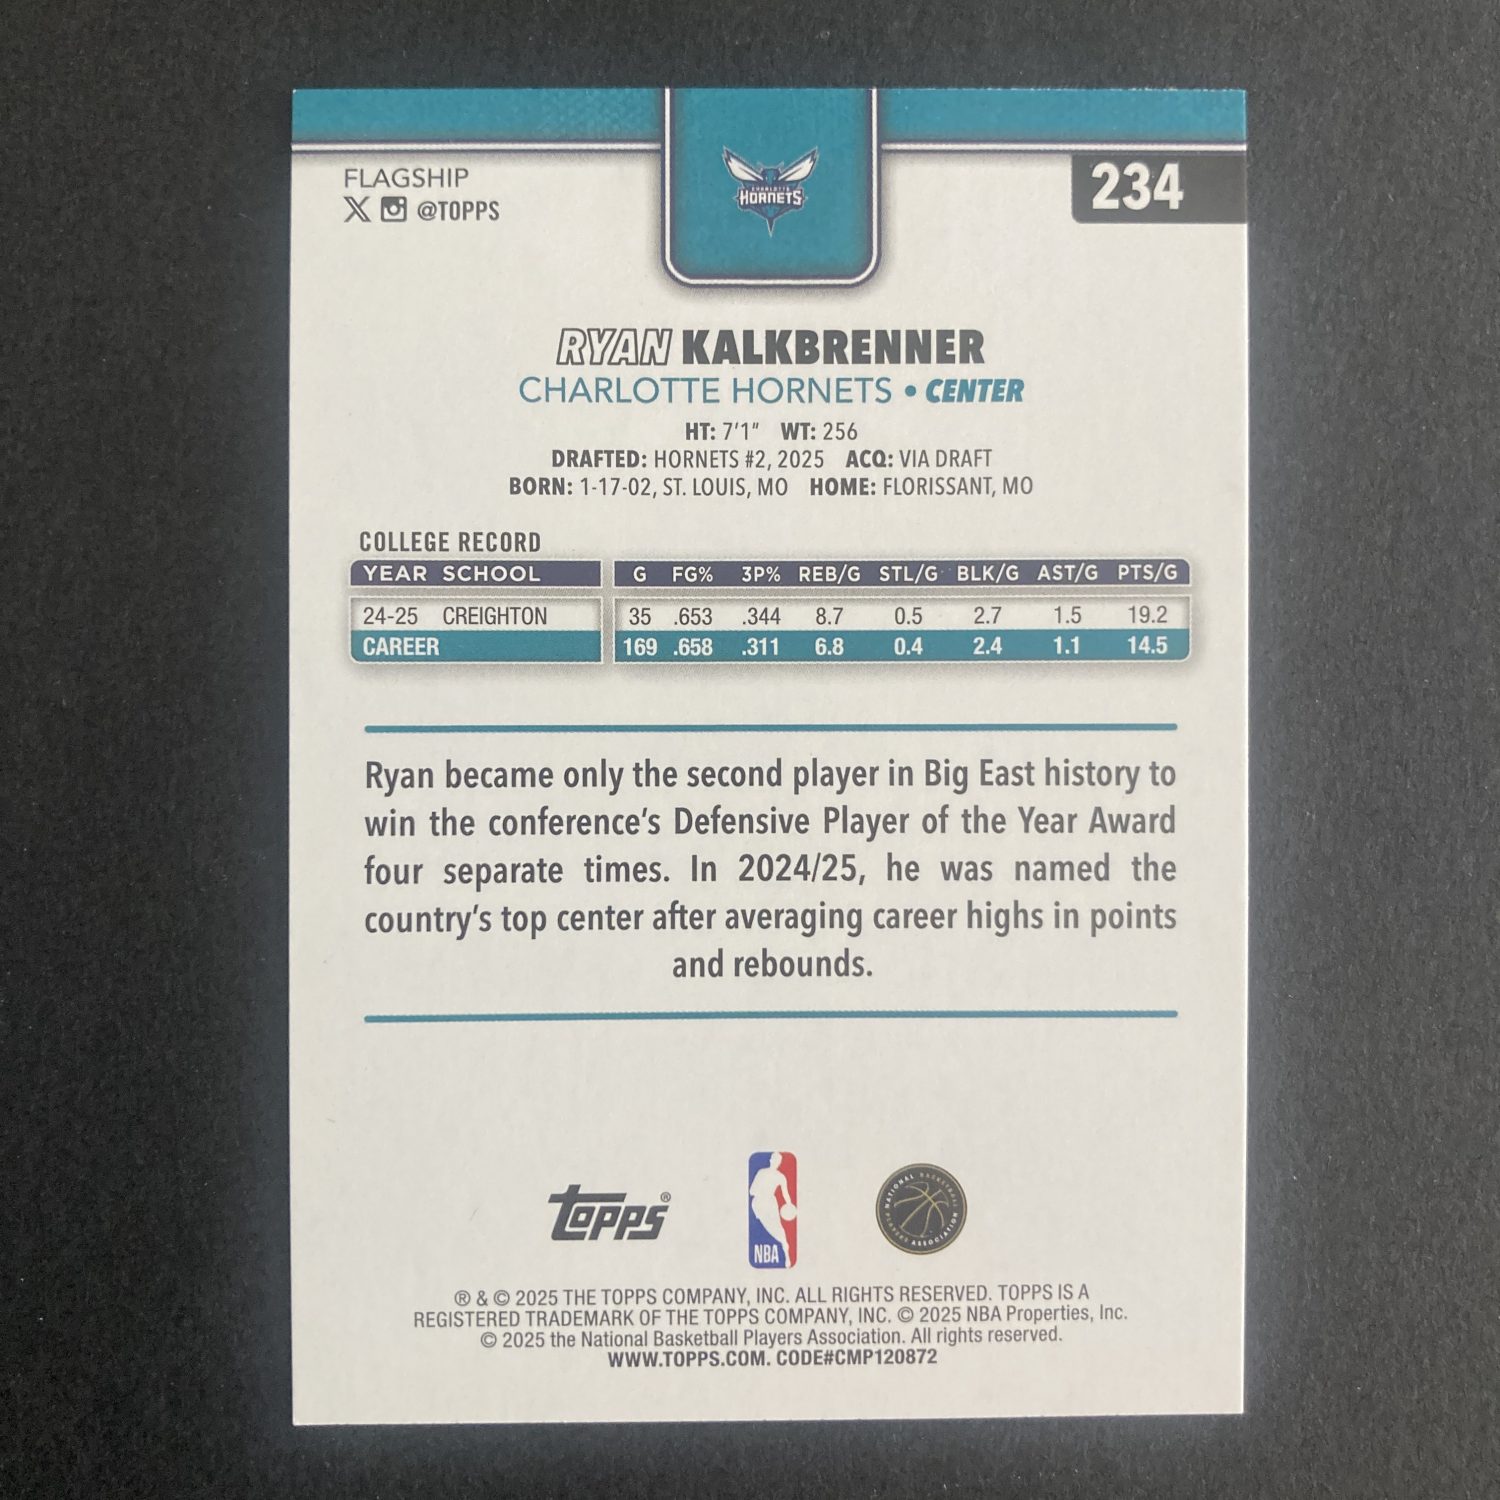 FLAGSHIP
@TOPPS
CHARLOTTE
HORNETS
234
RYAN KALKBRENNER
CHARLOTTE HORNETS • CENTER
HT: 7'1" WT: 256
DRAFTED: HORNETS #2, 2025 ACQ: VIA DRAFT
BORN: 1-17-02, ST. LOUIS, MO HOME: FLORISSANT, MO
COLLEGE RECORD
YEAR SCHOOL G FG% 3P% REB/G STL/G BLK/G AST/G PTS/G
24-25 CREIGHTON 35 .653 .344 8.7 0.5 2.7 1.5 19.2
CAREER 169 .658 .311 6.8 0.4 2.4 1.1 14.5
Ryan became only the second player in Big East history to
win the conference's Defensive Player of the Year Award
four separate times. In 2024/25, he was named the
country's top center after averaging career highs in points
and rebounds.
Topps®
NBA
NATIONAL BASKETBALL PLAYERS ASSOCIATION
® & © 2025 THE TOPPS COMPANY, INC. ALL RIGHTS RESERVED. TOPPS IS A
REGISTERED TRADEMARK OF THE TOPPS COMPANY, INC. © 2025 NBA Properties, Inc.
© 2025 the National Basketball Players Association. All rights reserved.
WWW.TOPPS.COM. CODE#CMP120872